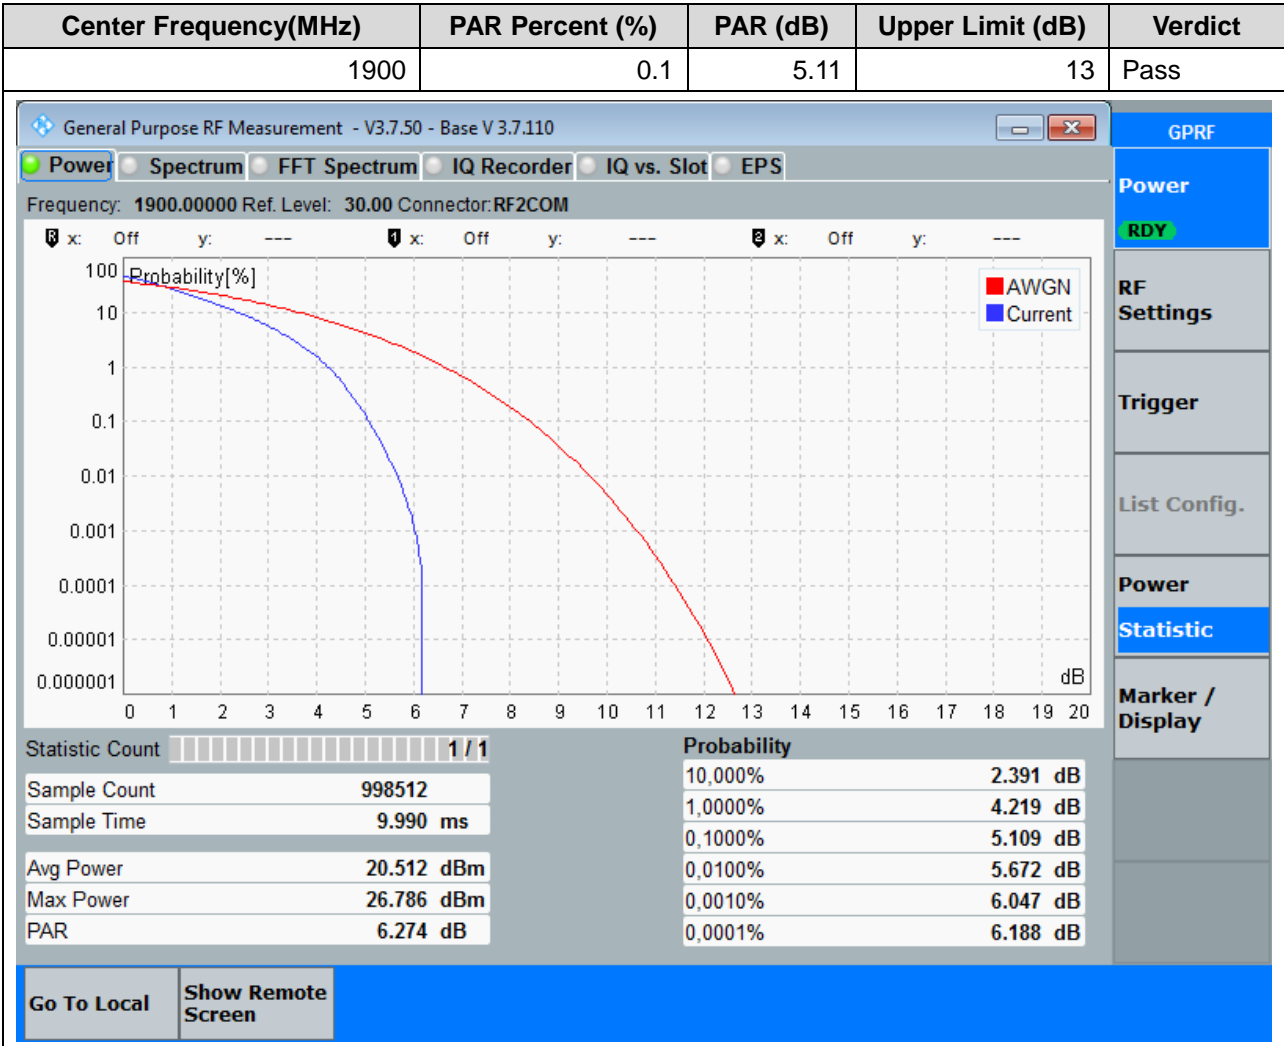 Center Frequency(MHz) PAR Percent (%) PAR (dB) Upper Limit (dB) Verdict
1900 0.1 5.11 13 Pass
General Purpose RF Measurement - V3.7.50 - Base V 3.7.110
GPRF
Power Spectrum FFT Spectrum IQ Recorder IQ vs. Slot EPS
Frequency: 1900.00000 Ref. Level: 30.00 Connector:RF2COM
R x: Off y: --- 1 x: Off y: --- 2 x: Off y: ---
Probability[%]
AWGN
Current
100
10
1
0.1
0.01
0.001
0.0001
0.00001
0.000001
dB
0 1 2 3 4 5 6 7 8 9 10 11 12 13 14 15 16 17 18 19 20
Statistic Count 1 / 1
Sample Count 998512
Sample Time 9.990 ms
Avg Power 20.512 dBm
Max Power 26.786 dBm
PAR 6.274 dB
Probability
10,000% 2.391 dB
1,0000% 4.219 dB
0,1000% 5.109 dB
0,0100% 5.672 dB
0,0010% 6.047 dB
0,0001% 6.188 dB
Power
RDY
RF
Settings
Trigger
List Config.
Power
Statistic
Marker /
Display
Go To Local
Show Remote
Screen